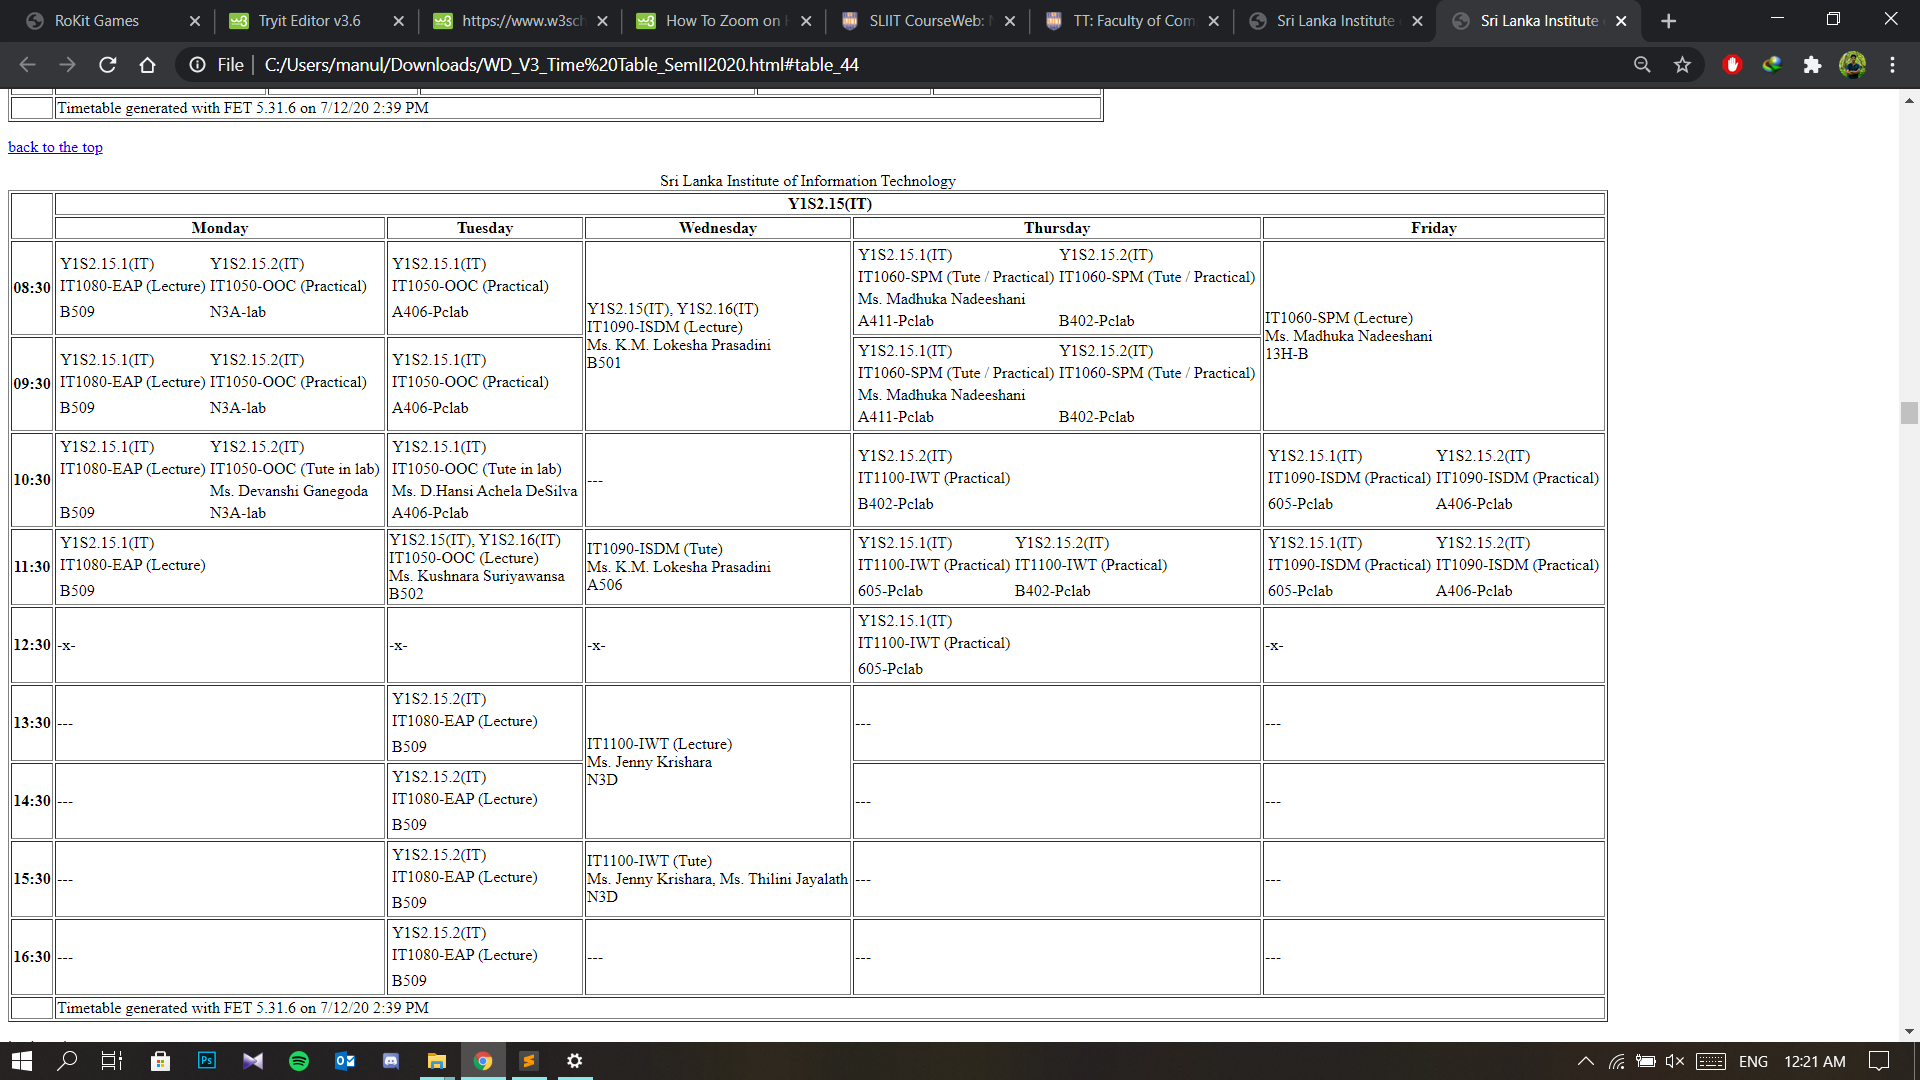 RoKit Games
Tryit Editor v3.6
https://www.w3sch
How To Zoom on
SLIIT CourseWeb:
TT: Faculty of Com
Sri Lanka Institute
Sri Lanka Institute
File C:/Users/manul/Downloads/WD_V3_Time%20Table_SemII2020.html#table_44
Timetable generated with FET 5.31.6 on 7/12/20 2:39 PM
back to the top
Sri Lanka Institute of Information Technology
Y1S2.15(IT)
Monday Tuesday Wednesday Thursday Friday
08:30
Y1S2.15.1(IT) Y1S2.15.2(IT)
IT1080-EAP (Lecture) IT1050-OOC (Practical)
B509 N3A-lab
Y1S2.15.1(IT)
IT1050-OOC (Practical)
A406-Pclab
Y1S2.15(IT), Y1S2.16(IT)
IT1090-ISDM (Lecture)
Ms. K.M. Lokesha Prasadini
B501
Y1S2.15.1(IT) Y1S2.15.2(IT)
IT1060-SPM (Tute / Practical) IT1060-SPM (Tute / Practical)
Ms. Madhuka Nadeeshani
A411-Pclab B402-Pclab
IT1060-SPM (Lecture)
Ms. Madhuka Nadeeshani
13H-B
09:30
Y1S2.15.1(IT) Y1S2.15.2(IT)
IT1080-EAP (Lecture) IT1050-OOC (Practical)
B509 N3A-lab
Y1S2.15.1(IT)
IT1050-OOC (Practical)
A406-Pclab
Y1S2.15.1(IT) Y1S2.15.2(IT)
IT1060-SPM (Tute / Practical) IT1060-SPM (Tute / Practical)
Ms. Madhuka Nadeeshani
A411-Pclab B402-Pclab
10:30
Y1S2.15.1(IT) Y1S2.15.2(IT)
IT1080-EAP (Lecture) IT1050-OOC (Tute in lab)
Ms. Devanshi Ganegoda
B509 N3A-lab
Y1S2.15.1(IT)
IT1050-OOC (Tute in lab)
Ms. D.Hansi Achela DeSilva
A406-Pclab
---
Y1S2.15.2(IT)
IT1100-IWT (Practical)
B402-Pclab
Y1S2.15.1(IT) Y1S2.15.2(IT)
IT1090-ISDM (Practical) IT1090-ISDM (Practical)
605-Pclab A406-Pclab
11:30
Y1S2.15.1(IT)
IT1080-EAP (Lecture)
B509
Y1S2.15(IT), Y1S2.16(IT)
IT1050-OOC (Lecture)
Ms. Kushnara Suriyawansa
B502
IT1090-ISDM (Tute)
Ms. K.M. Lokesha Prasadini
A506
Y1S2.15.1(IT) Y1S2.15.2(IT)
IT1100-IWT (Practical) IT1100-IWT (Practical)
605-Pclab B402-Pclab
Y1S2.15.1(IT) Y1S2.15.2(IT)
IT1090-ISDM (Practical) IT1090-ISDM (Practical)
605-Pclab A406-Pclab
12:30
-x-
-x-
-x-
Y1S2.15.1(IT)
IT1100-IWT (Practical)
605-Pclab
-x-
13:30
---
Y1S2.15.2(IT)
IT1080-EAP (Lecture)
B509
IT1100-IWT (Lecture)
Ms. Jenny Krishara
N3D
---
---
14:30
---
Y1S2.15.2(IT)
IT1080-EAP (Lecture)
B509
---
---
15:30
---
Y1S2.15.2(IT)
IT1080-EAP (Lecture)
B509
IT1100-IWT (Tute)
Ms. Jenny Krishara, Ms. Thilini Jayalath
N3D
---
---
16:30
---
Y1S2.15.2(IT)
IT1080-EAP (Lecture)
B509
---
---
---
Timetable generated with FET 5.31.6 on 7/12/20 2:39 PM
ENG 12:21 AM